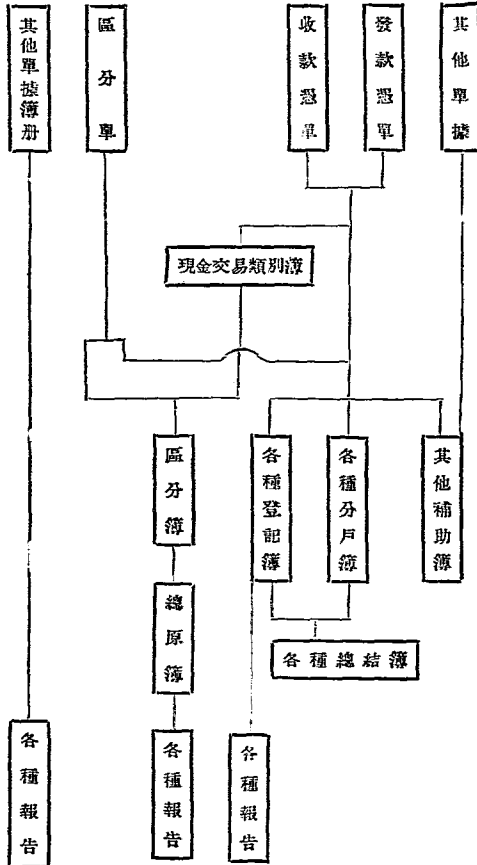 其他單據簿册
區分單
收款憑單
發款憑單
其他單據
現金交易類別簿
區分簿
各種登記簿
各種分戶簿
其他補助簿
總原簿
各種總結簿
各種報告
各種報告
各種報告